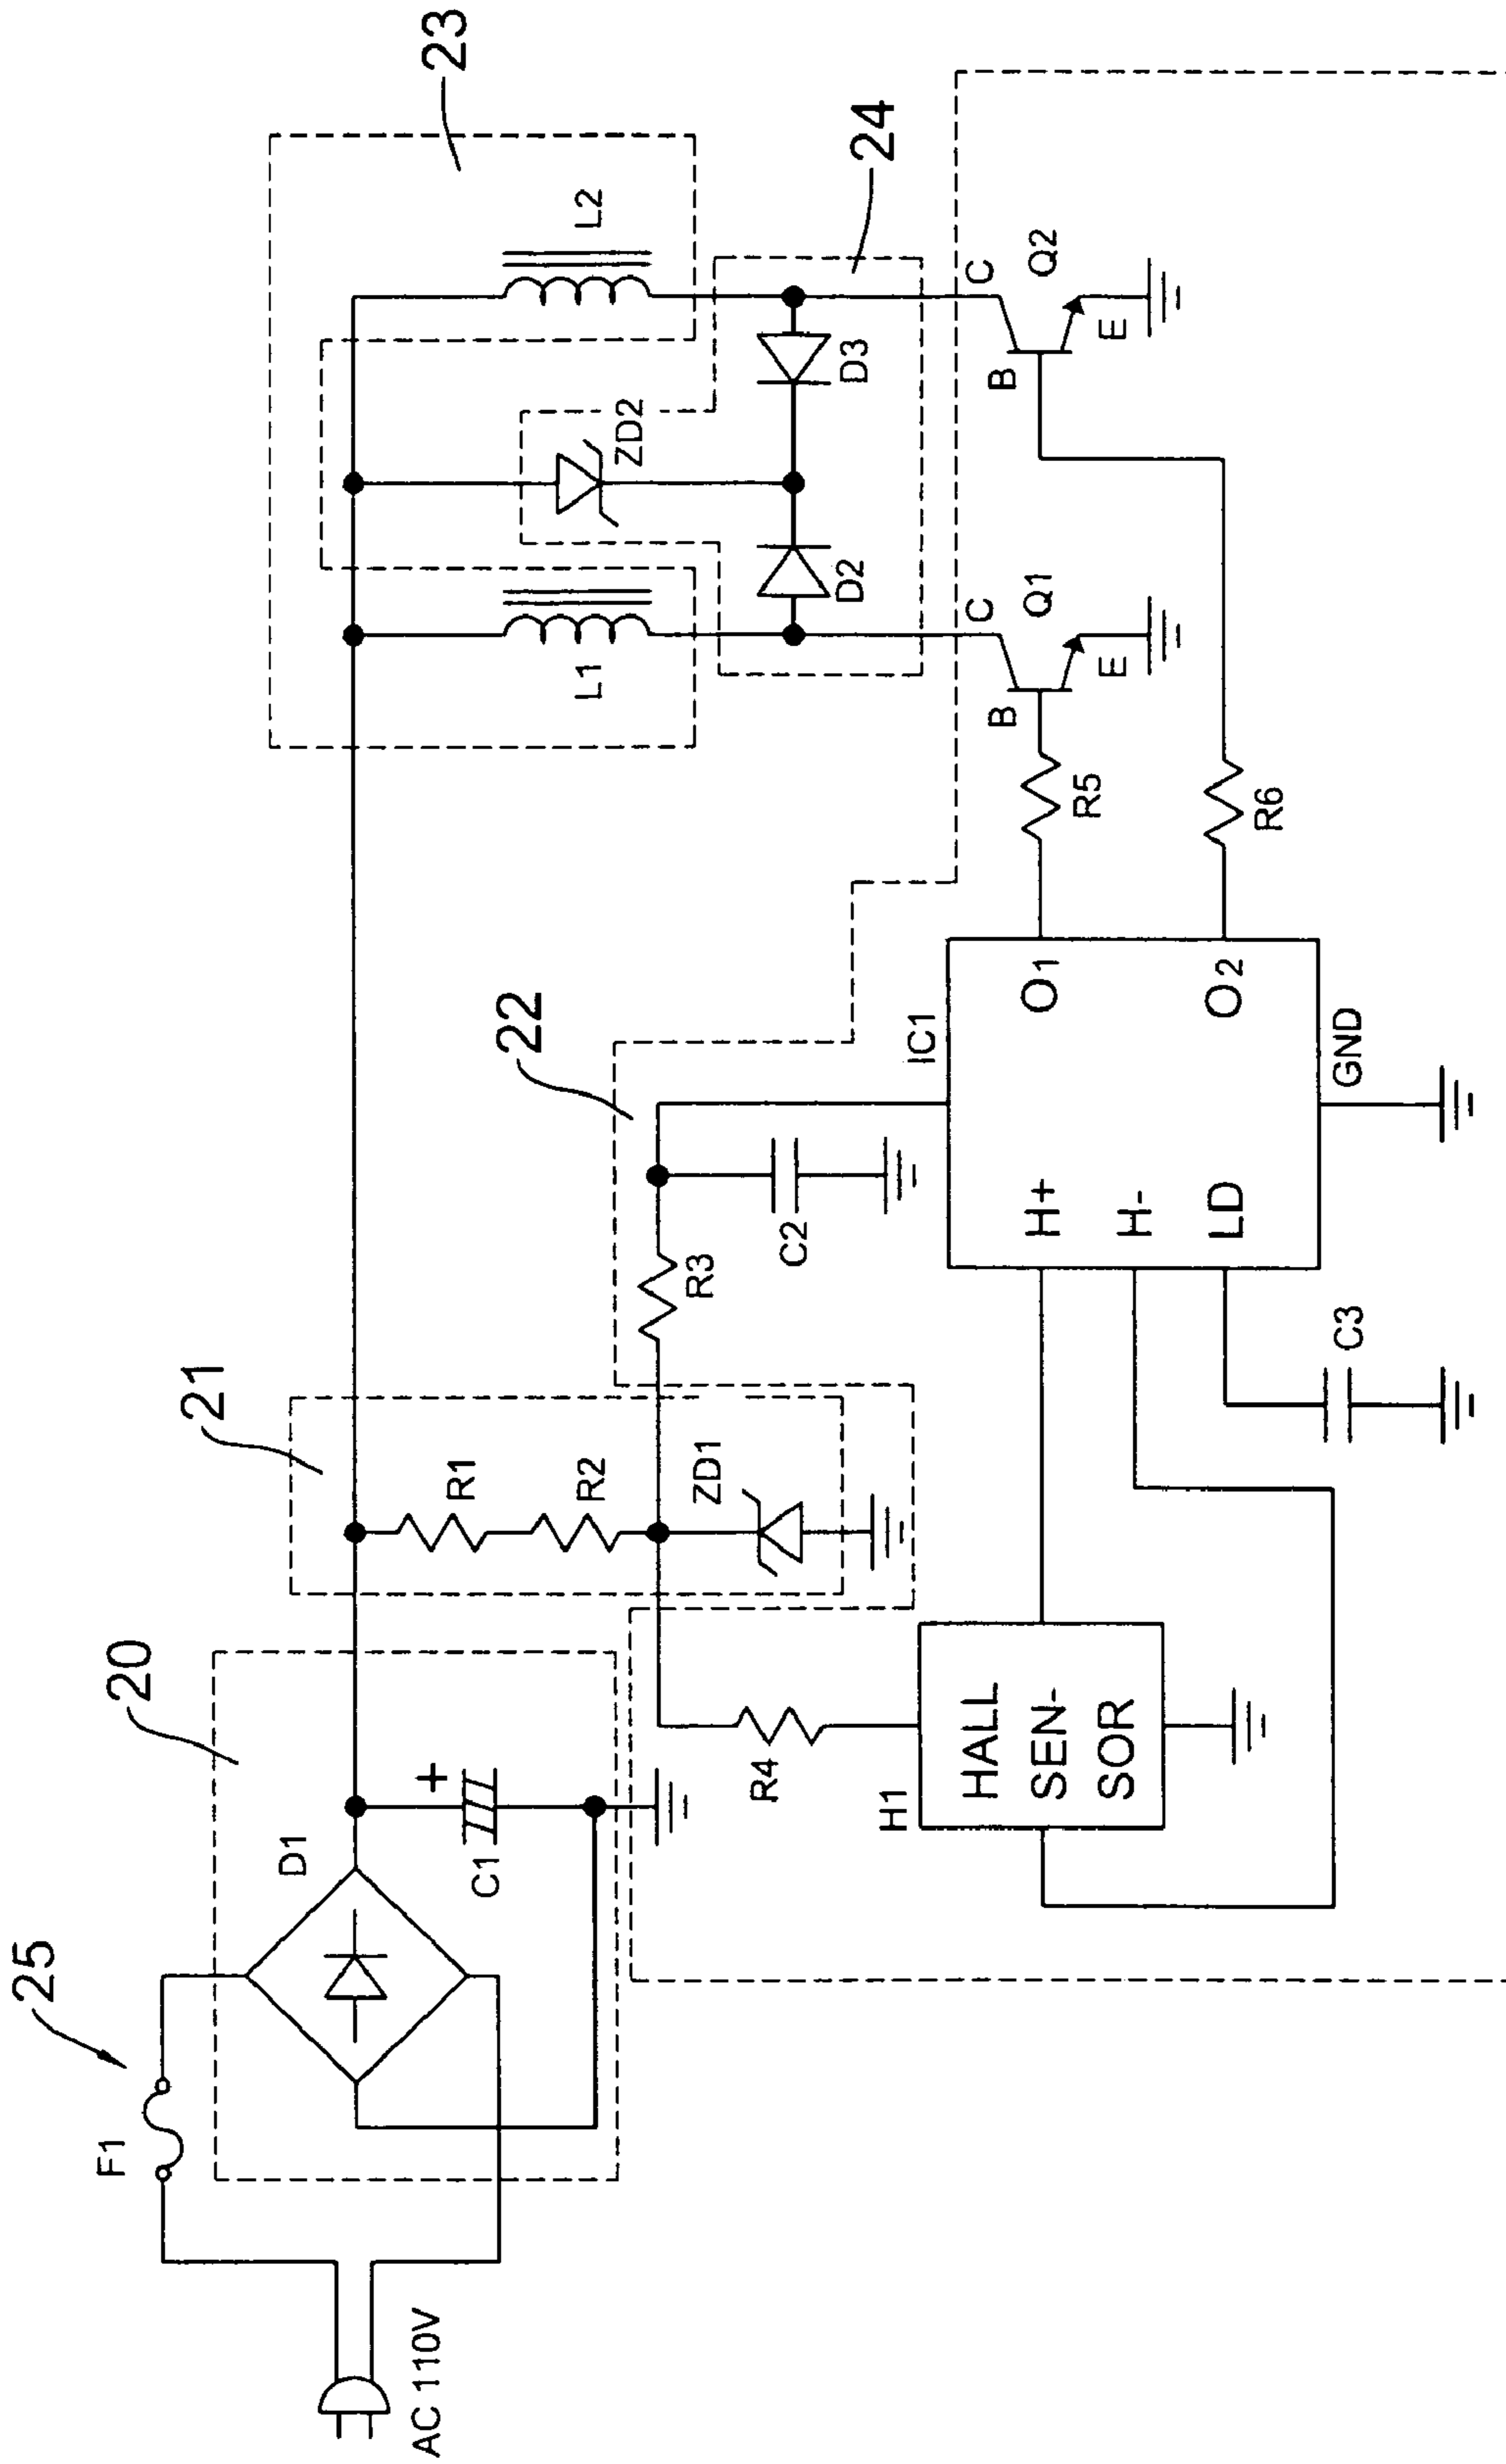 25
20
21
22
23
24
F1
AC 110V
D1
+
C1
R1
R2
ZD1
R3
C2
R4
H1
HALL
SEN-
SOR
IC1
H+
H-
LD
O1
O2
GND
C3
R5
R6
L1
L2
ZD2
D2
D3
B
C
E
Q1
B
C
E
Q2